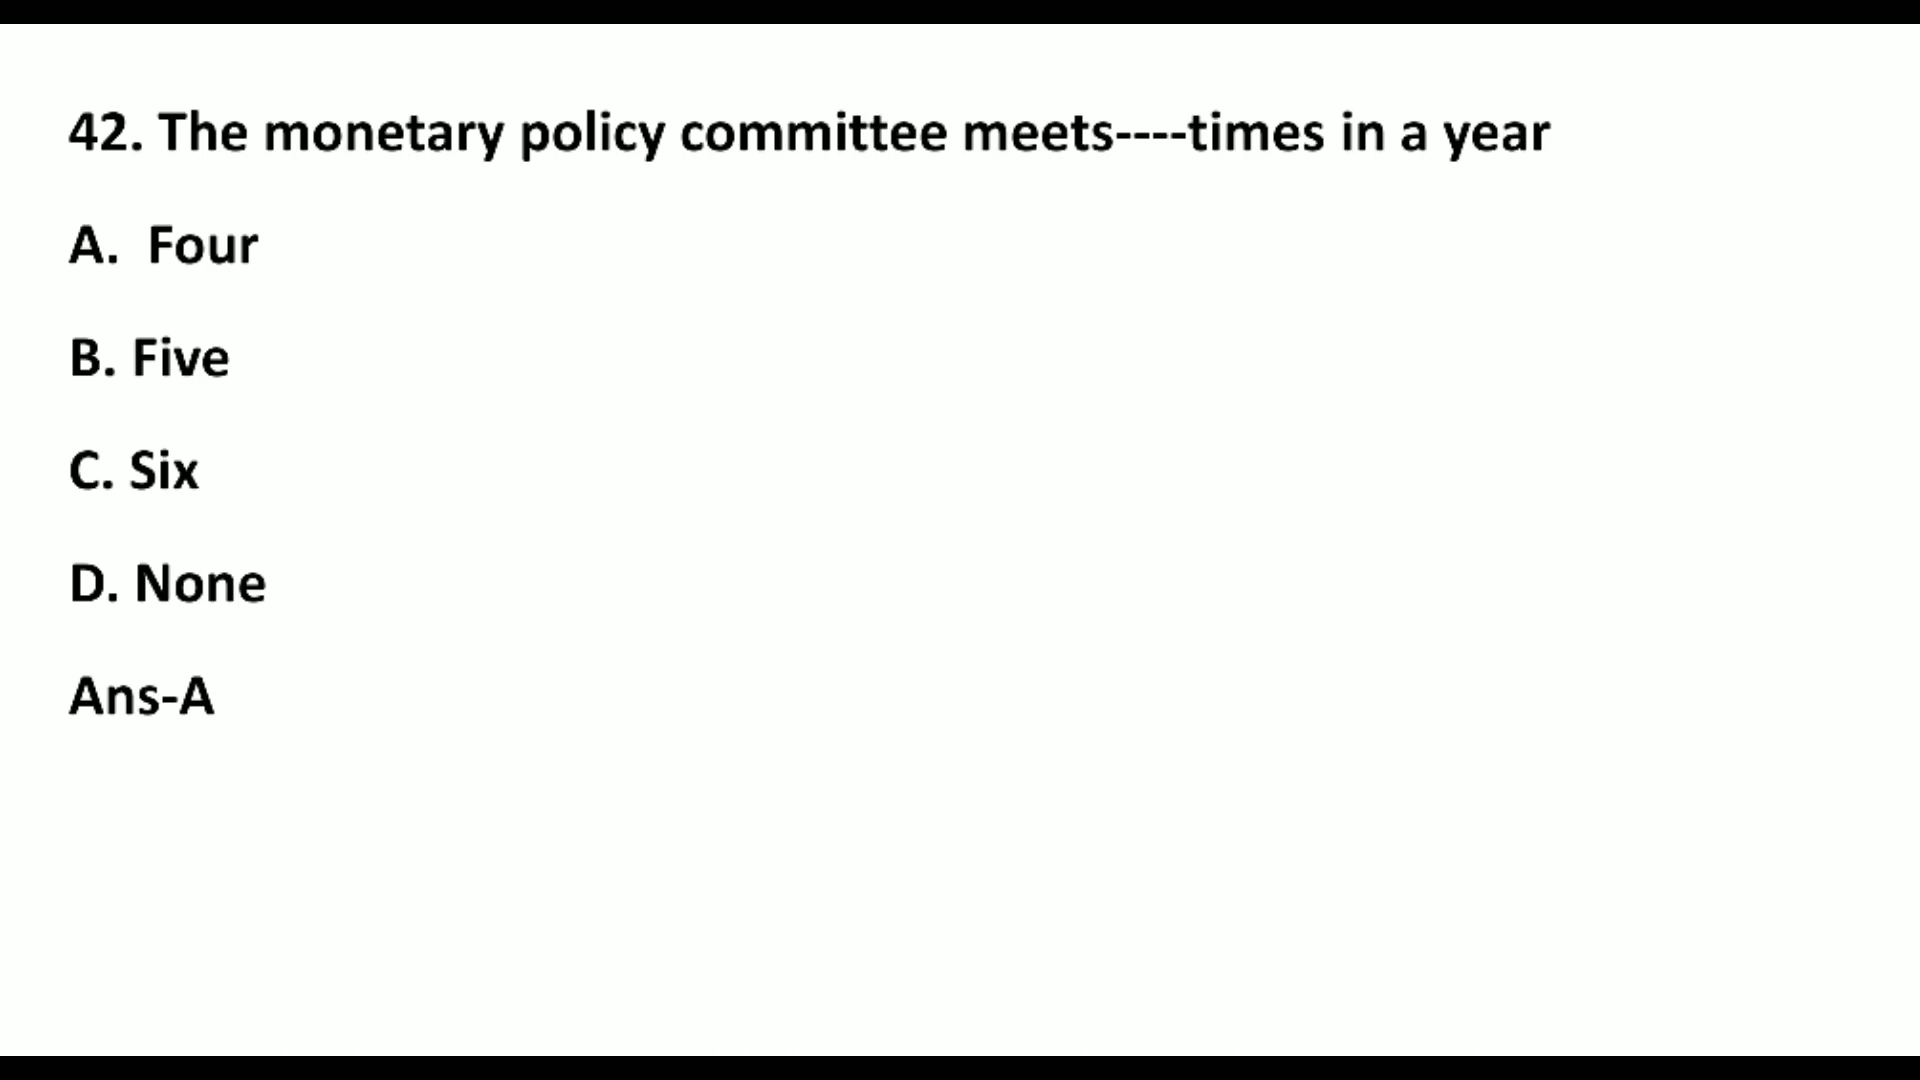 42. The monetary policy committee meets----times in a year
A. Four
B. Five
C. Six
D. None
Ans-A